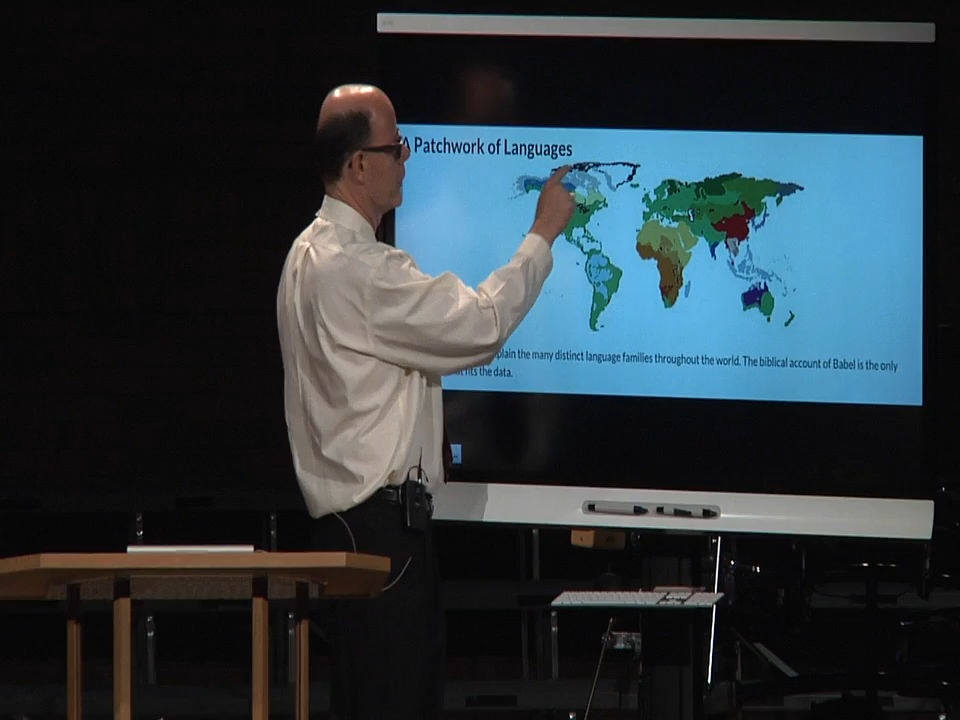 A Patchwork of Languages
plain the many distinct language families throughout the world. The biblical account of Babel is the only
fits the data.